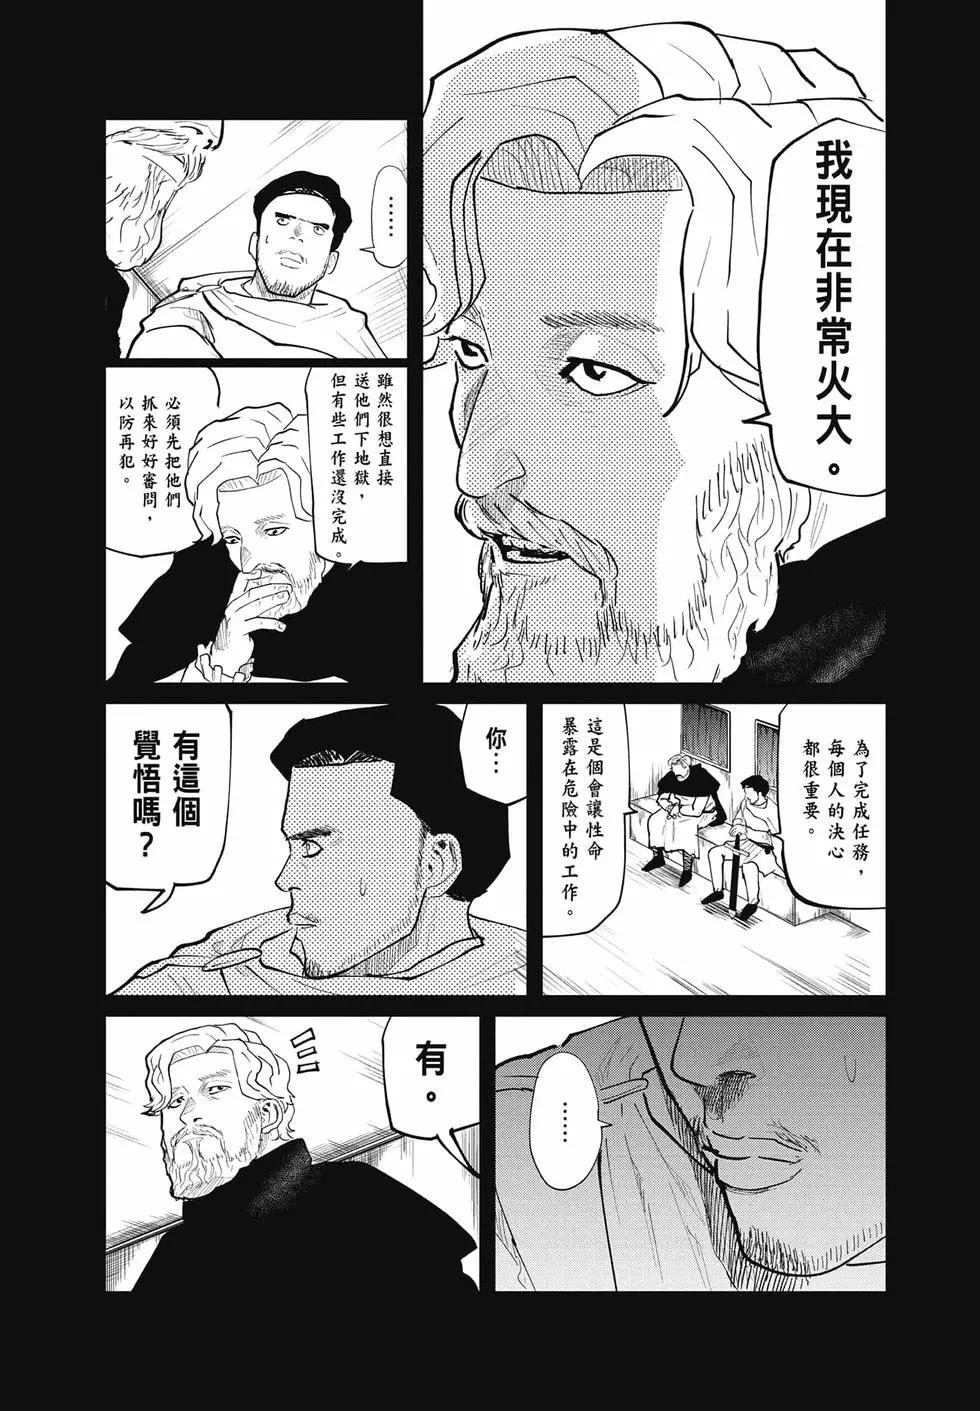 我現在非常火大。
……
雖然很想直接
送他們下地獄，
但有些工作還沒完成。
必須先把他們
抓來好好審問，
以防再犯。
為了完成任務，
每個人的決心
都很重要。
這是個會讓性命
暴露在危險中的工作。
你…
有這個
覺悟嗎？
……
有。